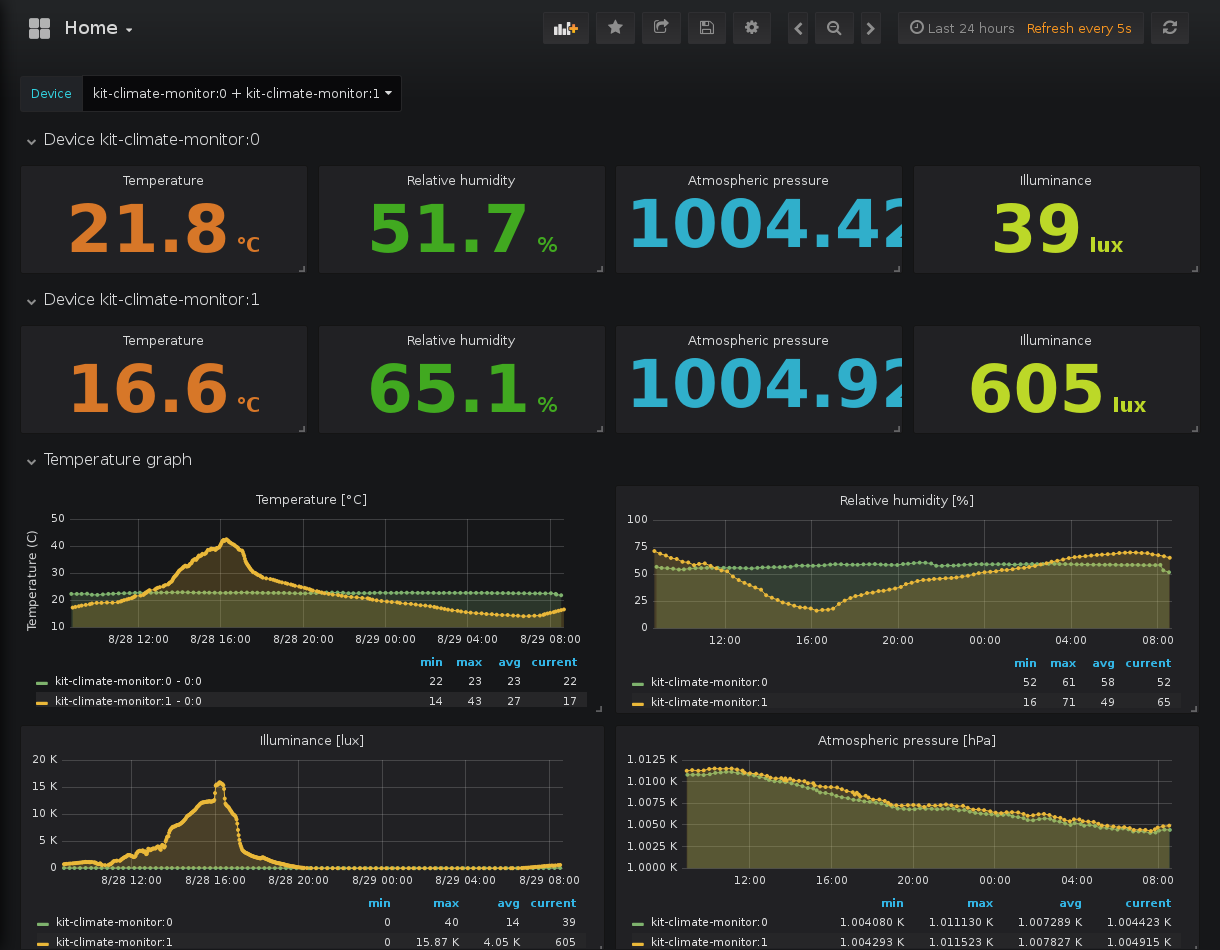 Home
Last 24 hours Refresh every 5s
Device kit-climate-monitor:0 + kit-climate-monitor:1
Device kit-climate-monitor:0
Temperature Relative humidity Atmospheric pressure Illuminance
21.8 °C 51.7 % 1004.42 39 lux
Device kit-climate-monitor:1
Temperature Relative humidity Atmospheric pressure Illuminance
16.6 °C 65.1 % 1004.92 605 lux
Temperature graph
Temperature [°C]
Temperature (C)
50
40
30
20
10
8/28 12:00 8/28 16:00 8/28 20:00 8/29 00:00 8/29 04:00 8/29 08:00
min max avg current
kit-climate-monitor:0 - 0:0 22 23 23 22
kit-climate-monitor:1 - 0:0 14 43 27 17
Relative humidity [%]
100
75
50
25
0
12:00 16:00 20:00 00:00 04:00 08:00
min max avg current
kit-climate-monitor:0 52 61 58 52
kit-climate-monitor:1 16 71 49 65
Illuminance [lux]
20 K
15 K
10 K
5 K
0
8/28 12:00 8/28 16:00 8/28 20:00 8/29 00:00 8/29 04:00 8/29 08:00
min max avg current
kit-climate-monitor:0 0 40 14 39
kit-climate-monitor:1 0 15.87 K 4.05 K 605
Atmospheric pressure [hPa]
1.0125 K
1.0100 K
1.0075 K
1.0050 K
1.0025 K
1.0000 K
12:00 16:00 20:00 00:00 04:00 08:00
min max avg current
kit-climate-monitor:0 1.004080 K 1.011130 K 1.007289 K 1.004423 K
kit-climate-monitor:1 1.004293 K 1.011523 K 1.007827 K 1.004915 K